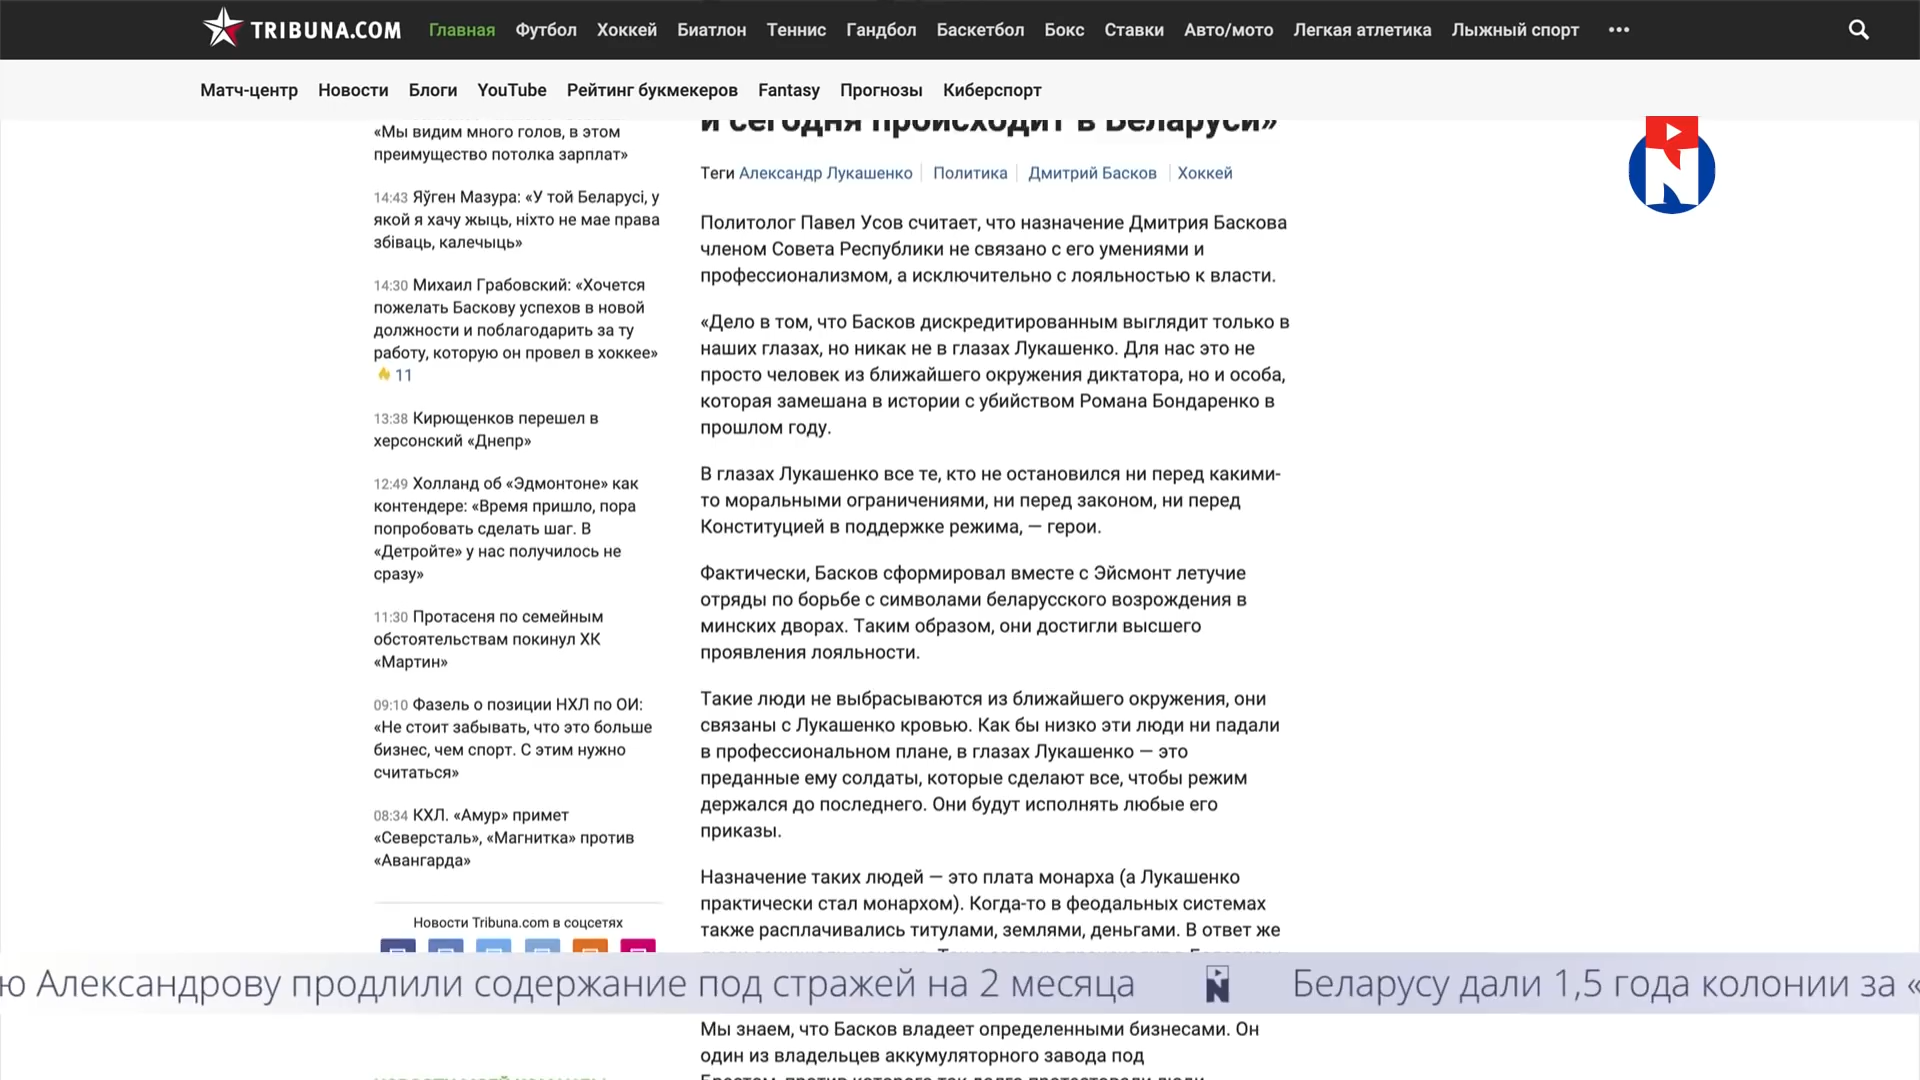 TRIBUNA.COM
Главная Футбол Хоккей Биатлон Теннис Гандбол Баскетбол Бокс Ставки Авто/мото Легкая атлетика Лыжный спорт
Матч-центр Новости Блоги YouTube Рейтинг букмекеров Fantasy Прогнозы Киберспорт
«Мы видим много голов, в этом
преимущество потолка зарплат»
14:43 Яўген Мазура: «У той Беларусі, у
якой я хачу жыць, ніхто не мае права
збіваць, калечыць»
14:30 Михаил Грабовский: «Хочется
пожелать Баскову успехов в новой
должности и поблагодарить за ту
работу, которую он провел в хоккее»
11
13:38 Кирющенков перешел в
херсонский «Днепр»
12:49 Холланд об «Эдмонтоне» как
контендере: «Время пришло, пора
попробовать сделать шаг. В
«Детройте» у нас получилось не
сразу»
11:30 Протасеня по семейным
обстоятельствам покинул ХК
«Мартин»
09:10 Фазель о позиции НХЛ по ОИ:
«Не стоит забывать, что это больше
бизнес, чем спорт. С этим нужно
считаться»
08:34 КХЛ. «Амур» примет
«Северсталь», «Магнитка» против
«Авангарда»
Новости Tribuna.com в соцсетях
и сегодня происходит в Беларуси»
Теги Александр Лукашенко Политика Дмитрий Басков Хоккей
Политолог Павел Усов считает, что назначение Дмитрия Баскова
членом Совета Республики не связано с его умениями и
профессионализмом, а исключительно с лояльностью к власти.
«Дело в том, что Басков дискредитированным выглядит только в
наших глазах, но никак не в глазах Лукашенко. Для нас это не
просто человек из ближайшего окружения диктатора, но и особа,
которая замешана в истории с убийством Романа Бондаренко в
прошлом году.
В глазах Лукашенко все те, кто не остановился ни перед какими-
то моральными ограничениями, ни перед законом, ни перед
Конституцией в поддержке режима, — герои.
Фактически, Басков сформировал вместе с Эйсмонт летучие
отряды по борьбе с символами беларусского возрождения в
минских дворах. Таким образом, они достигли высшего
проявления лояльности.
Такие люди не выбрасываются из ближайшего окружения, они
связаны с Лукашенко кровью. Как бы низко эти люди ни падали
в профессиональном плане, в глазах Лукашенко — это
преданные ему солдаты, которые сделают все, чтобы режим
держался до последнего. Они будут исполнять любые его
приказы.
Назначение таких людей — это плата монарха (а Лукашенко
практически стал монархом). Когда-то в феодальных системах
также расплачивались титулами, землями, деньгами. В ответ же
ю Александрову продлили содержание под стражей на 2 месяца N Беларусу дали 1,5 года колонии за «
Мы знаем, что Басков владеет определенными бизнесами. Он
один из владельцев аккумуляторного завода под
N